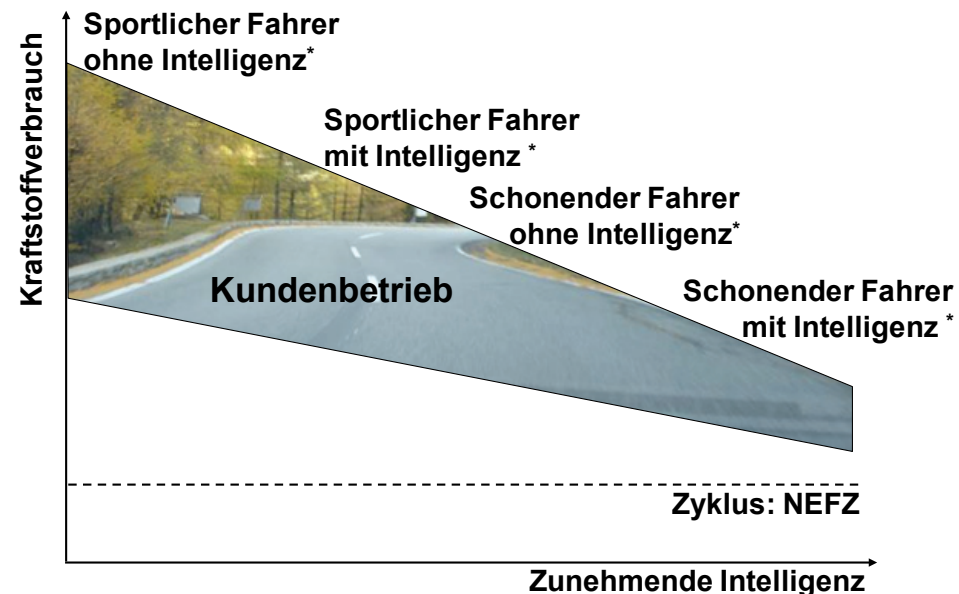 Sportlicher Fahrer
ohne Intelligenz*
Kraftstoffverbrauch
Sportlicher Fahrer
mit Intelligenz *
Schonender Fahrer
ohne Intelligenz*
Kundenbetrieb
Schonender Fahrer
mit Intelligenz *
Zyklus: NEFZ
Zunehmende Intelligenz